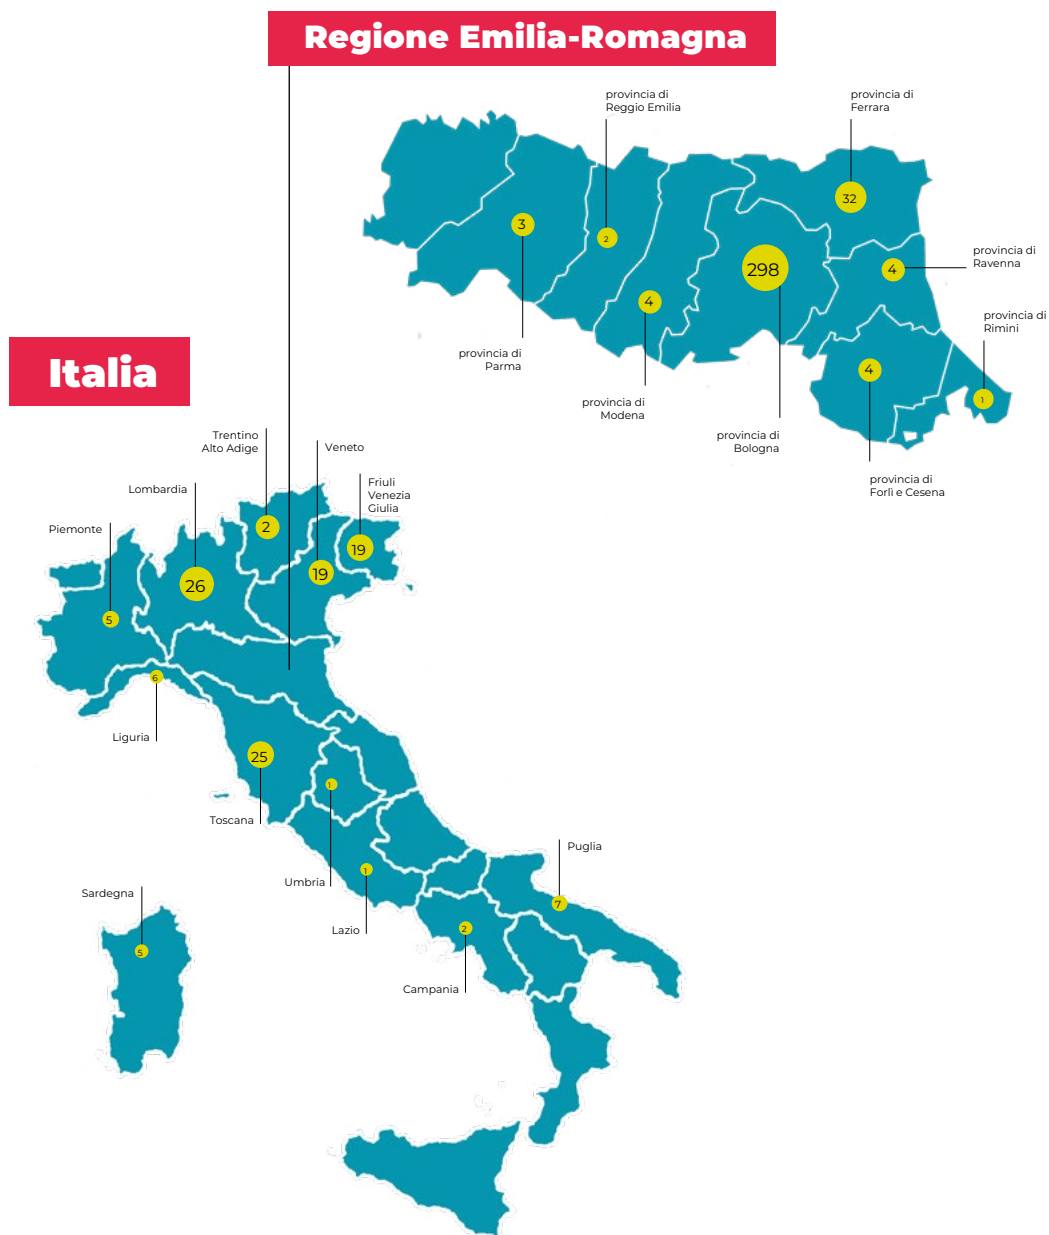 Regione Emilia-Romagna
provincia di
Reggio Emilia
provincia di
Ferrara
32
3
2
298
4
provincia di
Ravenna
4
provincia di
Rimini
provincia di
Parma
4
1
provincia di
Modena
provincia di
Bologna
provincia di
Forlì e Cesena
Italia
Trentino
Alto Adige
Veneto
Friuli
Venezia
Giulia
Lombardia
Piemonte
2
19
19
26
5
6
Liguria
25
1
Toscana
Umbria
1
Lazio
Puglia
7
Sardegna
5
2
Campania